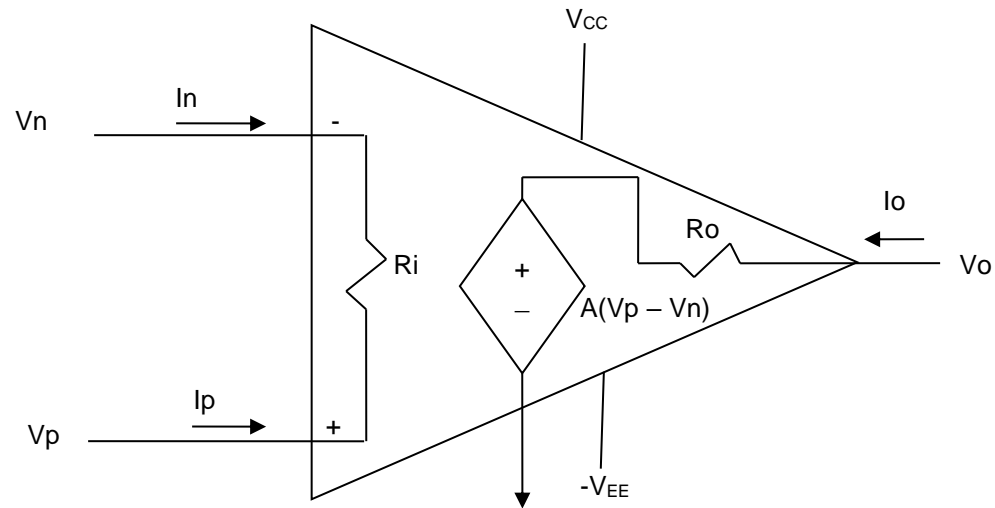 VCC
In
Vn
-
Io
Ro
Vo
Ri
+
–
A(Vp – Vn)
Ip
+
Vp
-VEE